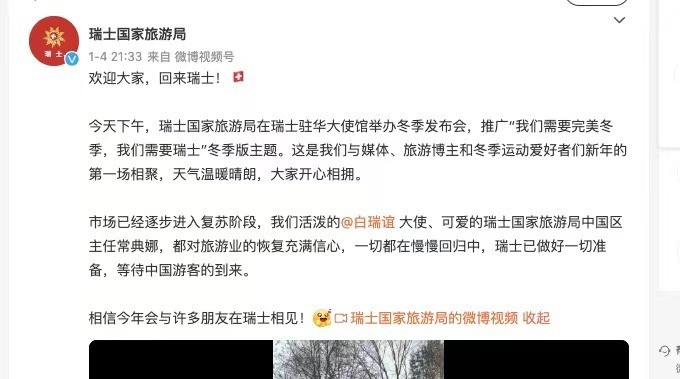 瑞士
瑞士国家旅游局
1-4 21:33 来自 微博视频号
欢迎大家，回来瑞士！
今天下午，瑞士国家旅游局在瑞士驻华大使馆举办冬季发布会，推广“我们需要完美冬
季，我们需要瑞士”冬季版主题。这是我们与媒体、旅游博主和冬季运动爱好者们新年的
第一场相聚，天气温暖晴朗，大家开心相拥。
市场已经逐步进入复苏阶段，我们活泼的@白瑞谊 大使、可爱的瑞士国家旅游局中国区
主任常典娜，都对旅游业的恢复充满信心，一切都在慢慢回归中，瑞士已做好一切准
备，等待中国游客的到来。
相信今年会与许多朋友在瑞士相见！ 瑞士国家旅游局的微博视频 收起